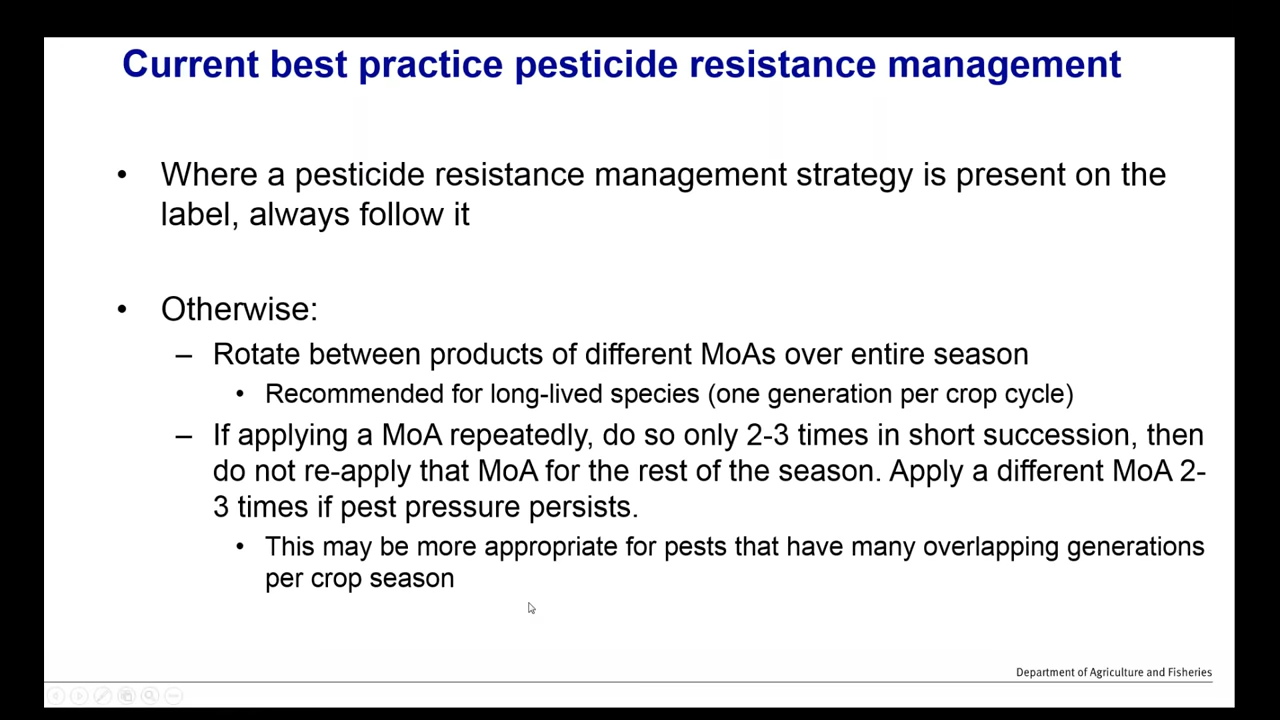 Current best practice pesticide resistance management
• Where a pesticide resistance management strategy is present on the
label, always follow it
• Otherwise:
– Rotate between products of different MoAs over entire season
• Recommended for long-lived species (one generation per crop cycle)
– If applying a MoA repeatedly, do so only 2-3 times in short succession, then
do not re-apply that MoA for the rest of the season. Apply a different MoA 2-
3 times if pest pressure persists.
• This may be more appropriate for pests that have many overlapping generations
per crop season
Department of Agriculture and Fisheries